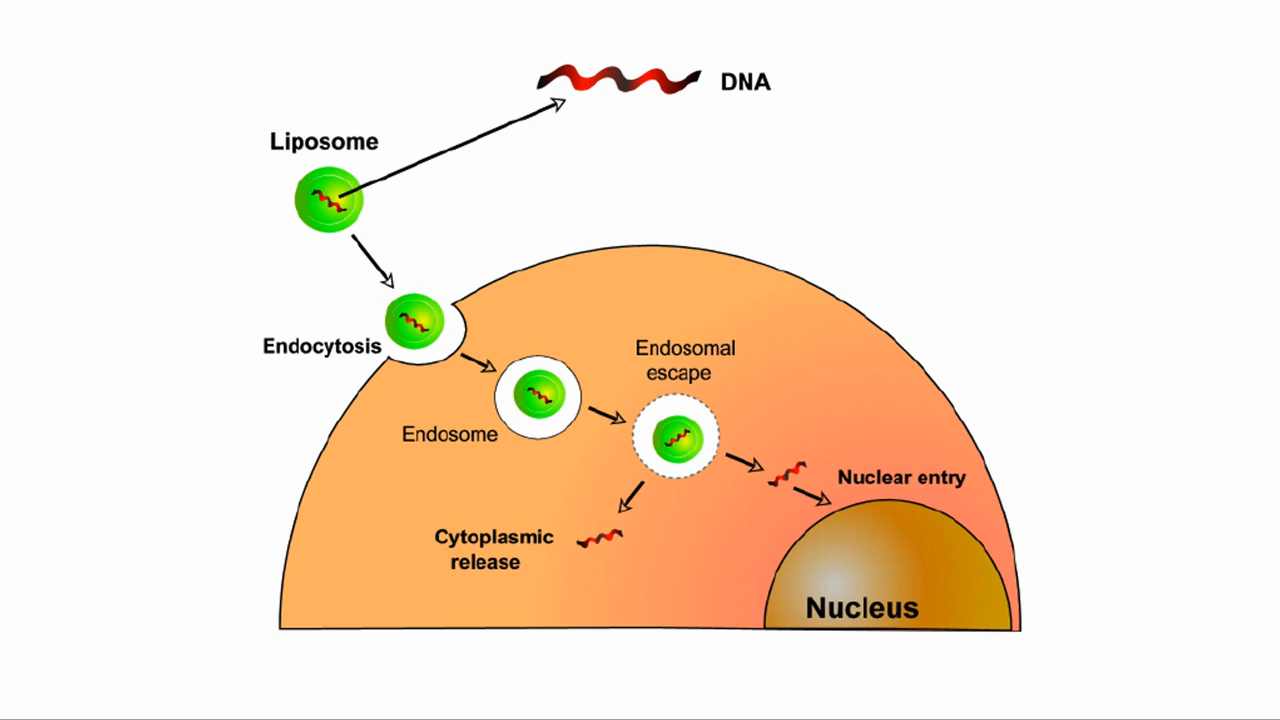 DNA
Liposome
Endocytosis
Endosomal
escape
Endosome
Nuclear entry
Cytoplasmic
release
Nucleus